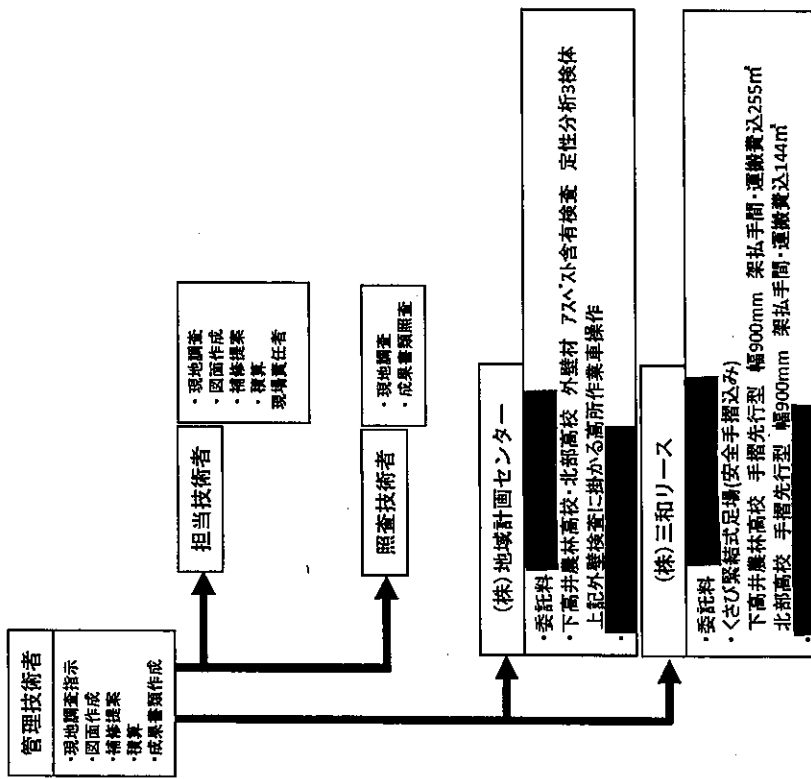 管理技術者
・現地調査指示
・図面作成
・補修提案
・積算
・成果書類作成
担当技術者
・現地調査
・図面作成
・補修提案
・積算
現場責任者
照査技術者
・現地調査
・成果書類照査
(株)地域計画センター
・委託料
・下高井農林高校・北部高校 外壁材 アスベスト含有検査 定性分析3検体
上記外壁検査に掛かる高所作業車操作
・
(株)三和リース
・委託料
・くさび緊結式足場(安全手摺込み)
下高井農林高校 手摺先行型 幅900mm 架払手間・運搬費込255㎡
北部高校 手摺先行型 幅900mm 架払手間・運搬費込144㎡
・